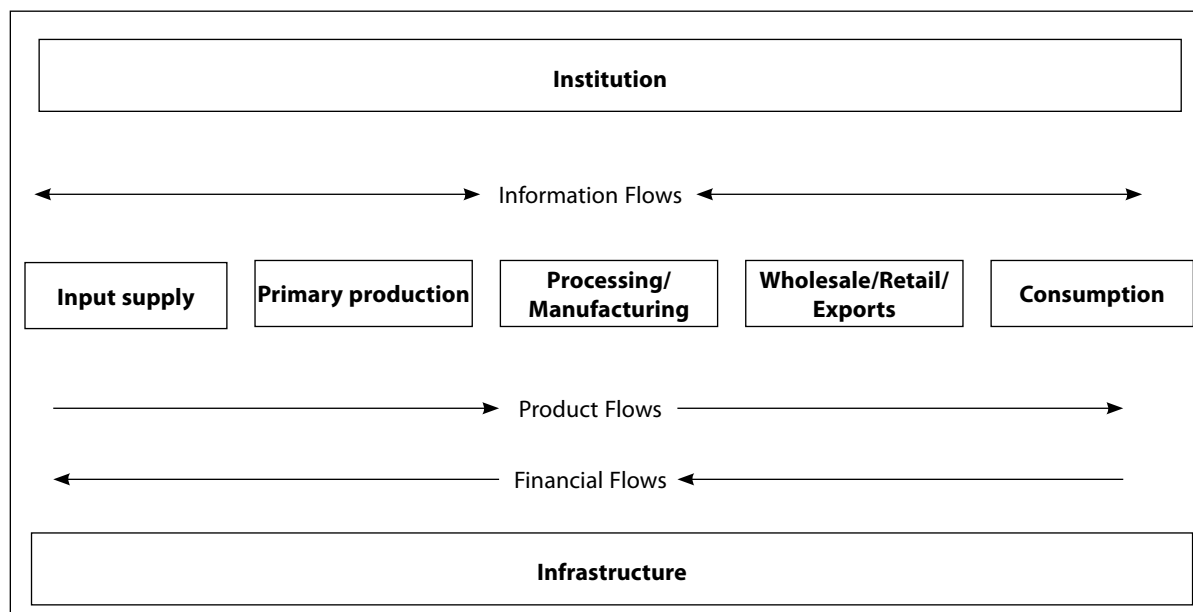 Institution
Information Flows
Input supply
Primary production
Processing/
Manufacturing
Wholesale/Retail/
Exports
Consumption
Product Flows
Financial Flows
Infrastructure